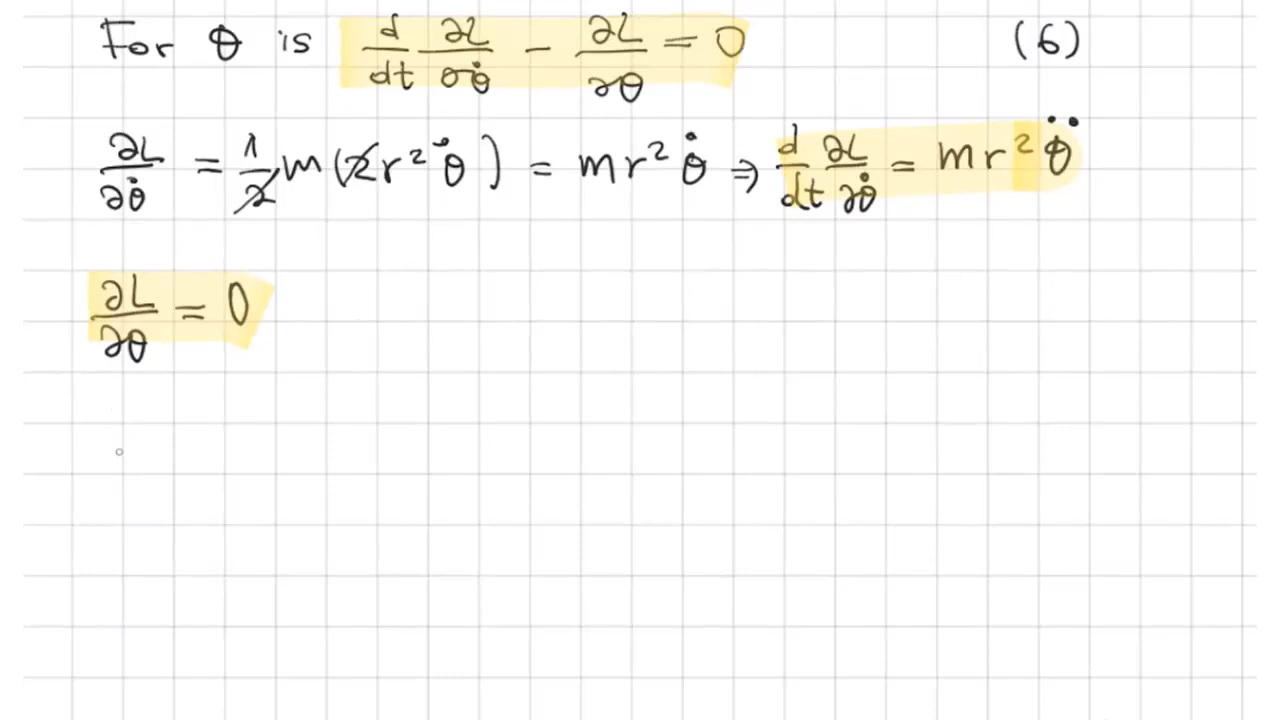 For θ is d/dt ∂L/∂θ̇ − ∂L/∂θ = 0 (6)
∂L/∂θ̇ = 1/2 m(2r²θ̇) = mr²θ̇ ⇒ d/dt ∂L/∂θ̇ = mr²θ̈
∂L/∂θ = 0